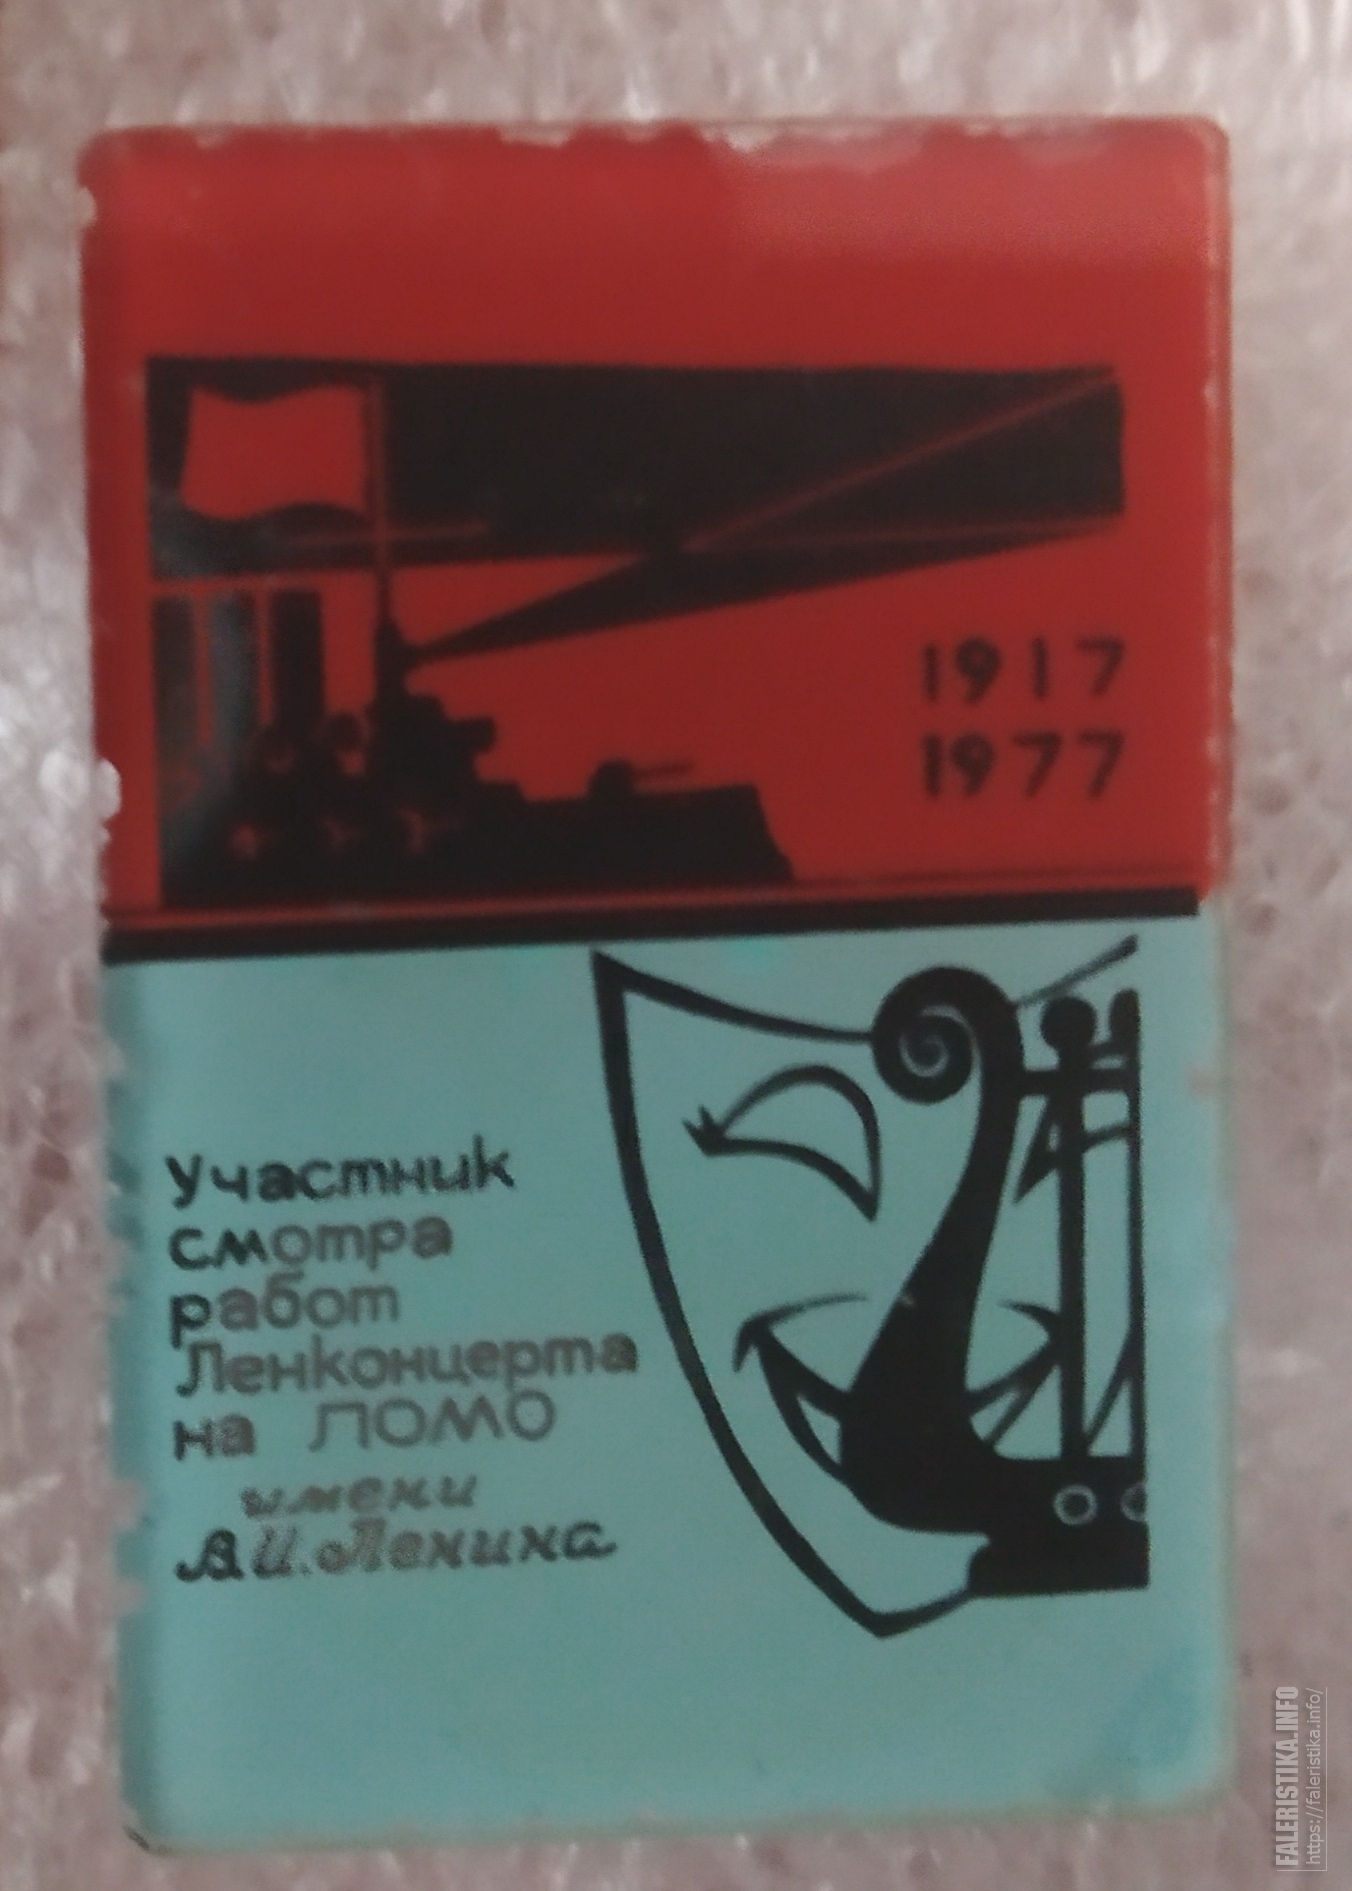 1917
1977
Участник
смотра
работ
Ленконцерта
на ЛОМО
имени
В.И.Ленина
FALERISTIKA.INFO
https://faleristika.info/